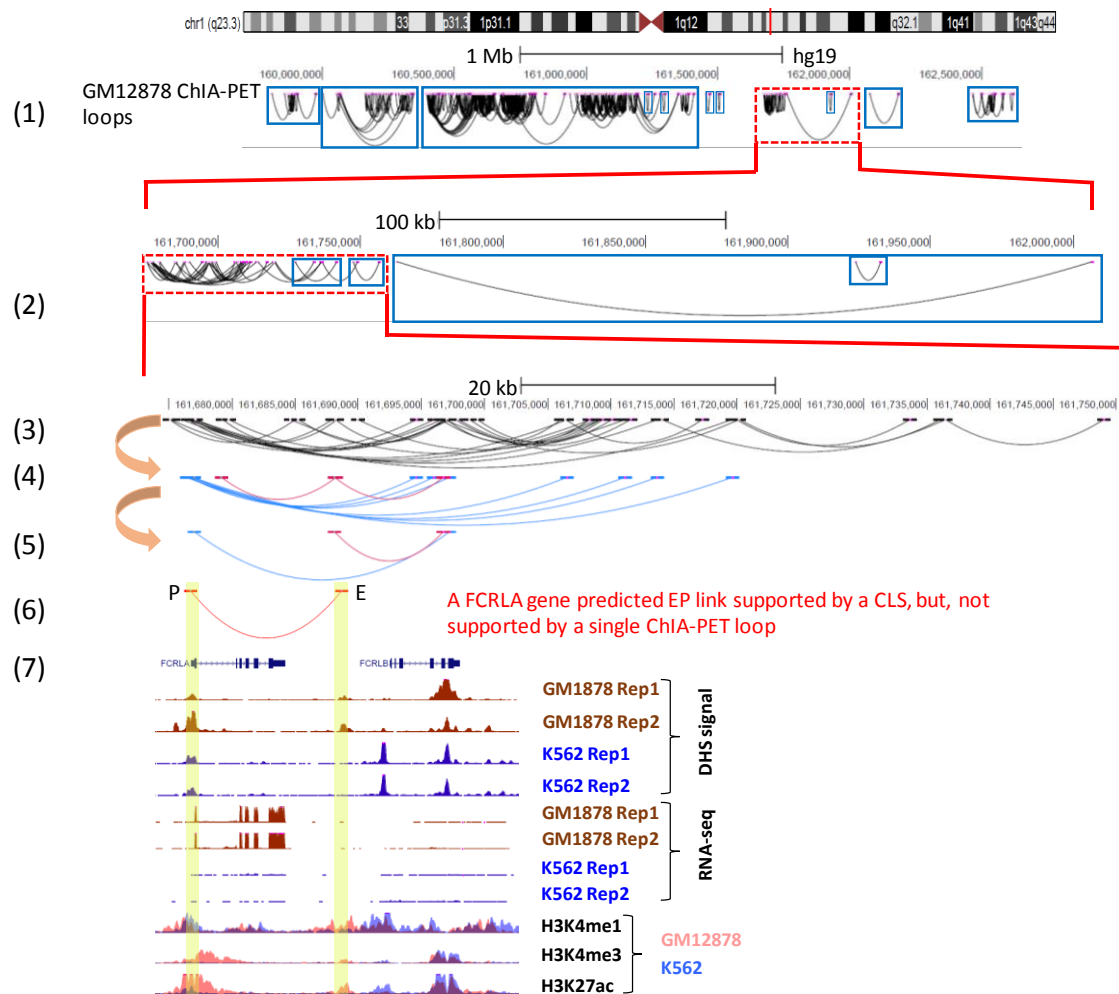 chr1 (q23.3) 33 p31.3 1p31.1 1q12 q32.1 1q41 1q43 q44
1 Mb hg19
160,000,000 160,500,000 161,000,000 161,500,000 162,000,000 162,500,000
(1) GM12878 ChIA-PET
loops
100 kb
161,700,000 161,750,000 161,800,000 161,850,000 161,900,000 161,950,000 162,000,000
(2)
20 kb
161,680,000 161,685,000 161,690,000 161,695,000 161,700,000 161,705,000 161,710,000 161,715,000 161,720,000 161,725,000 161,730,000 161,735,000 161,740,000 161,745,000 161,750,000
(3)
(4)
(5)
(6) P E
A FCRLA gene predicted EP link supported by a CLS, but, not
supported by a single ChIA-PET loop
(7)
FCRLA FCRLB
GM1878 Rep1
GM1878 Rep2
K562 Rep1
K562 Rep2
DHS signal
GM1878 Rep1
GM1878 Rep2
K562 Rep1
K562 Rep2
RNA-seq
H3K4me1
H3K4me3
H3K27ac
GM12878
K562